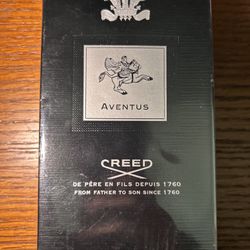 AVENTUS
CREED
DE PÈRE EN FILS DEPUIS 1760
FROM FATHER TO SON SINCE 1760